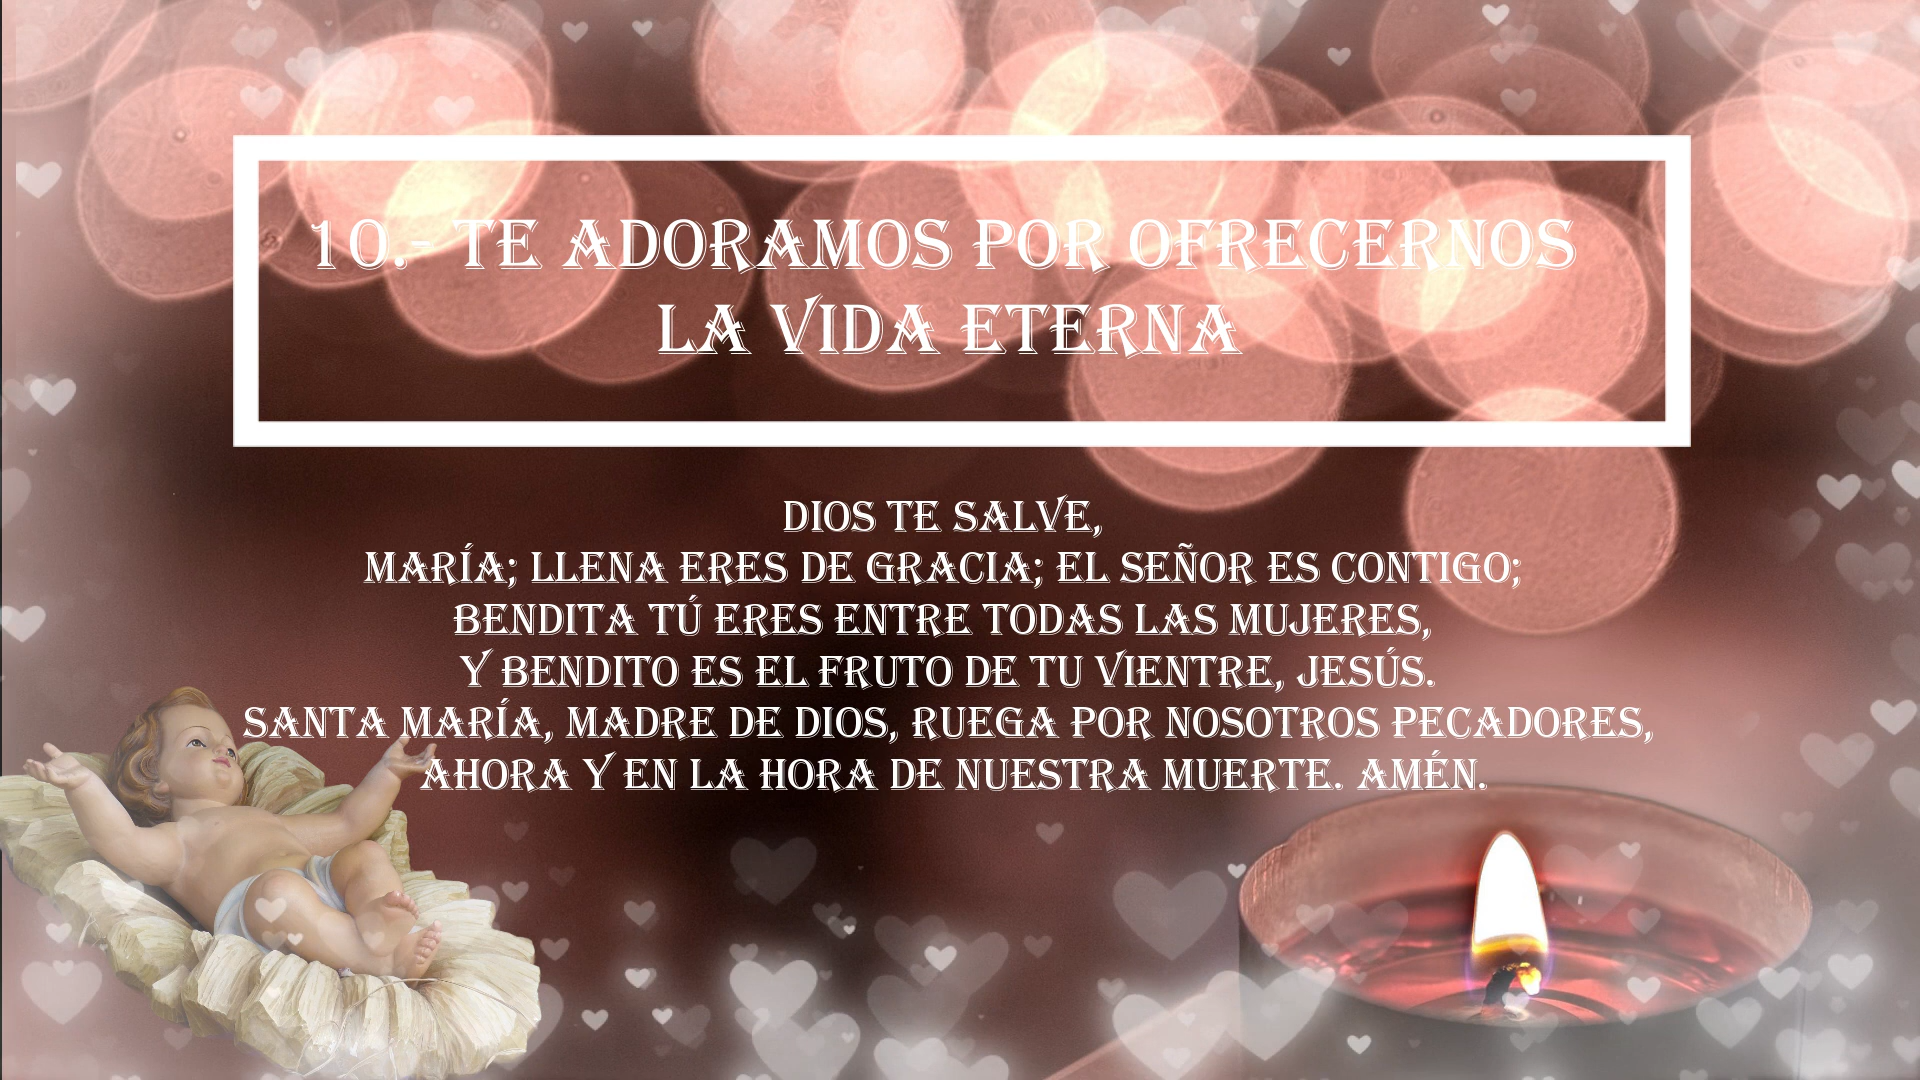 10.- TE ADORAMOS POR OFRECERNOS
LA VIDA ETERNA
DIOS TE SALVE,
MARÍA; LLENA ERES DE GRACIA; EL SEÑOR ES CONTIGO;
BENDITA TÚ ERES ENTRE TODAS LAS MUJERES,
Y BENDITO ES EL FRUTO DE TU VIENTRE, JESÚS.
SANTA MARÍA, MADRE DE DIOS, RUEGA POR NOSOTROS PECADORES,
AHORA Y EN LA HORA DE NUESTRA MUERTE. AMÉN.